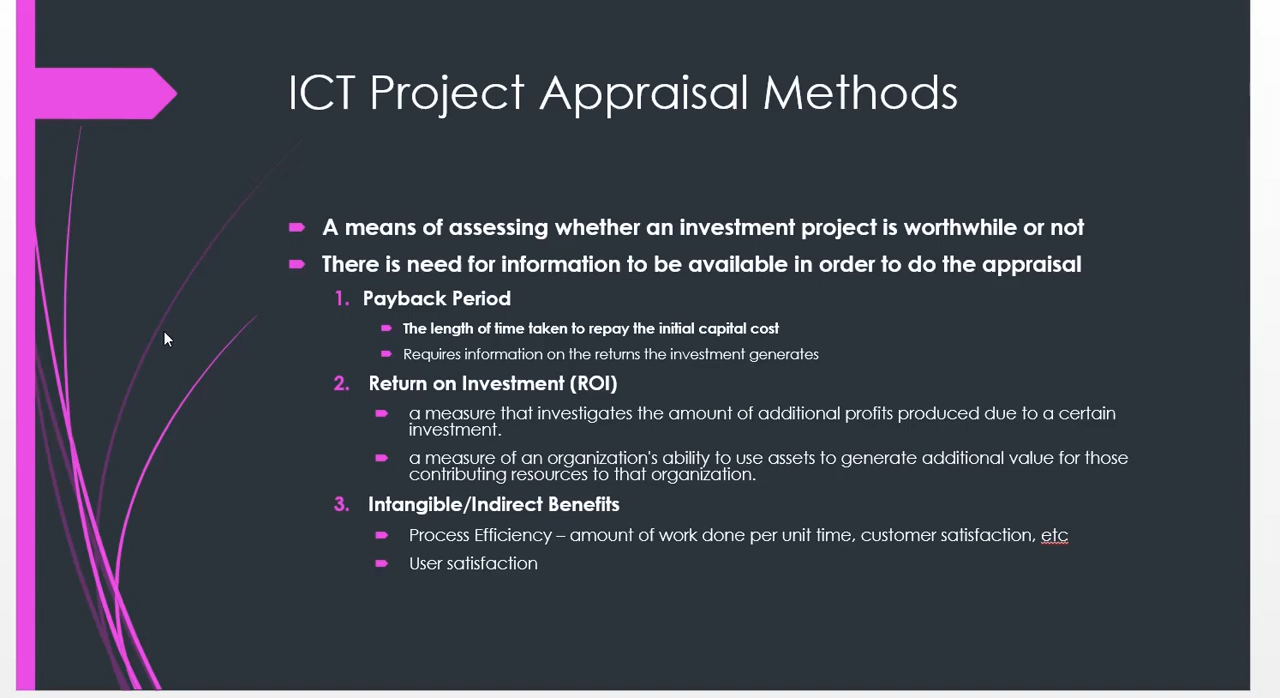 ICT Project Appraisal Methods
A means of assessing whether an investment project is worthwhile or not
There is need for information to be available in order to do the appraisal
1. Payback Period
The length of time taken to repay the initial capital cost
Requires information on the returns the investment generates
2. Return on Investment (ROI)
a measure that investigates the amount of additional profits produced due to a certain
investment.
a measure of an organization's ability to use assets to generate additional value for those
contributing resources to that organization.
3. Intangible/Indirect Benefits
Process Efficiency – amount of work done per unit time, customer satisfaction, etc
User satisfaction